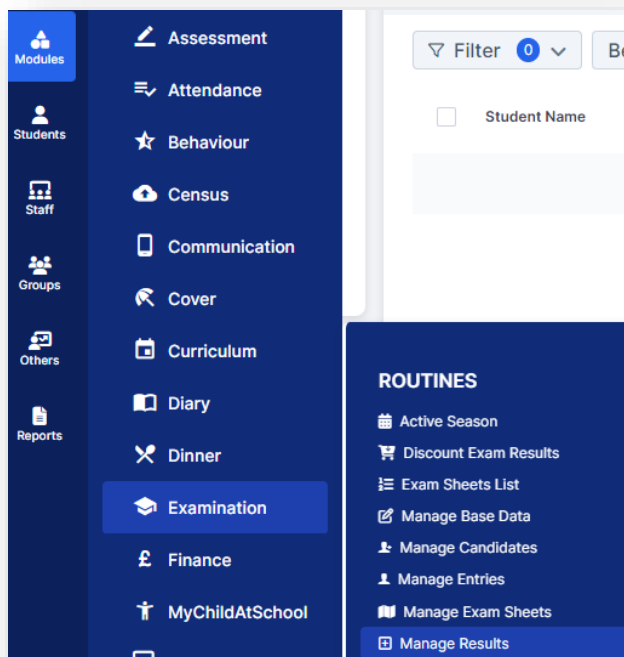 Modules
Students
Staff
Groups
Others
Reports
Assessment
Attendance
Behaviour
Census
Communication
Cover
Curriculum
Diary
Dinner
Examination
£ Finance
MyChildAtSchool
Filter 0
Student Name
ROUTINES
Active Season
Discount Exam Results
Exam Sheets List
Manage Base Data
Manage Candidates
Manage Entries
Manage Exam Sheets
Manage Results